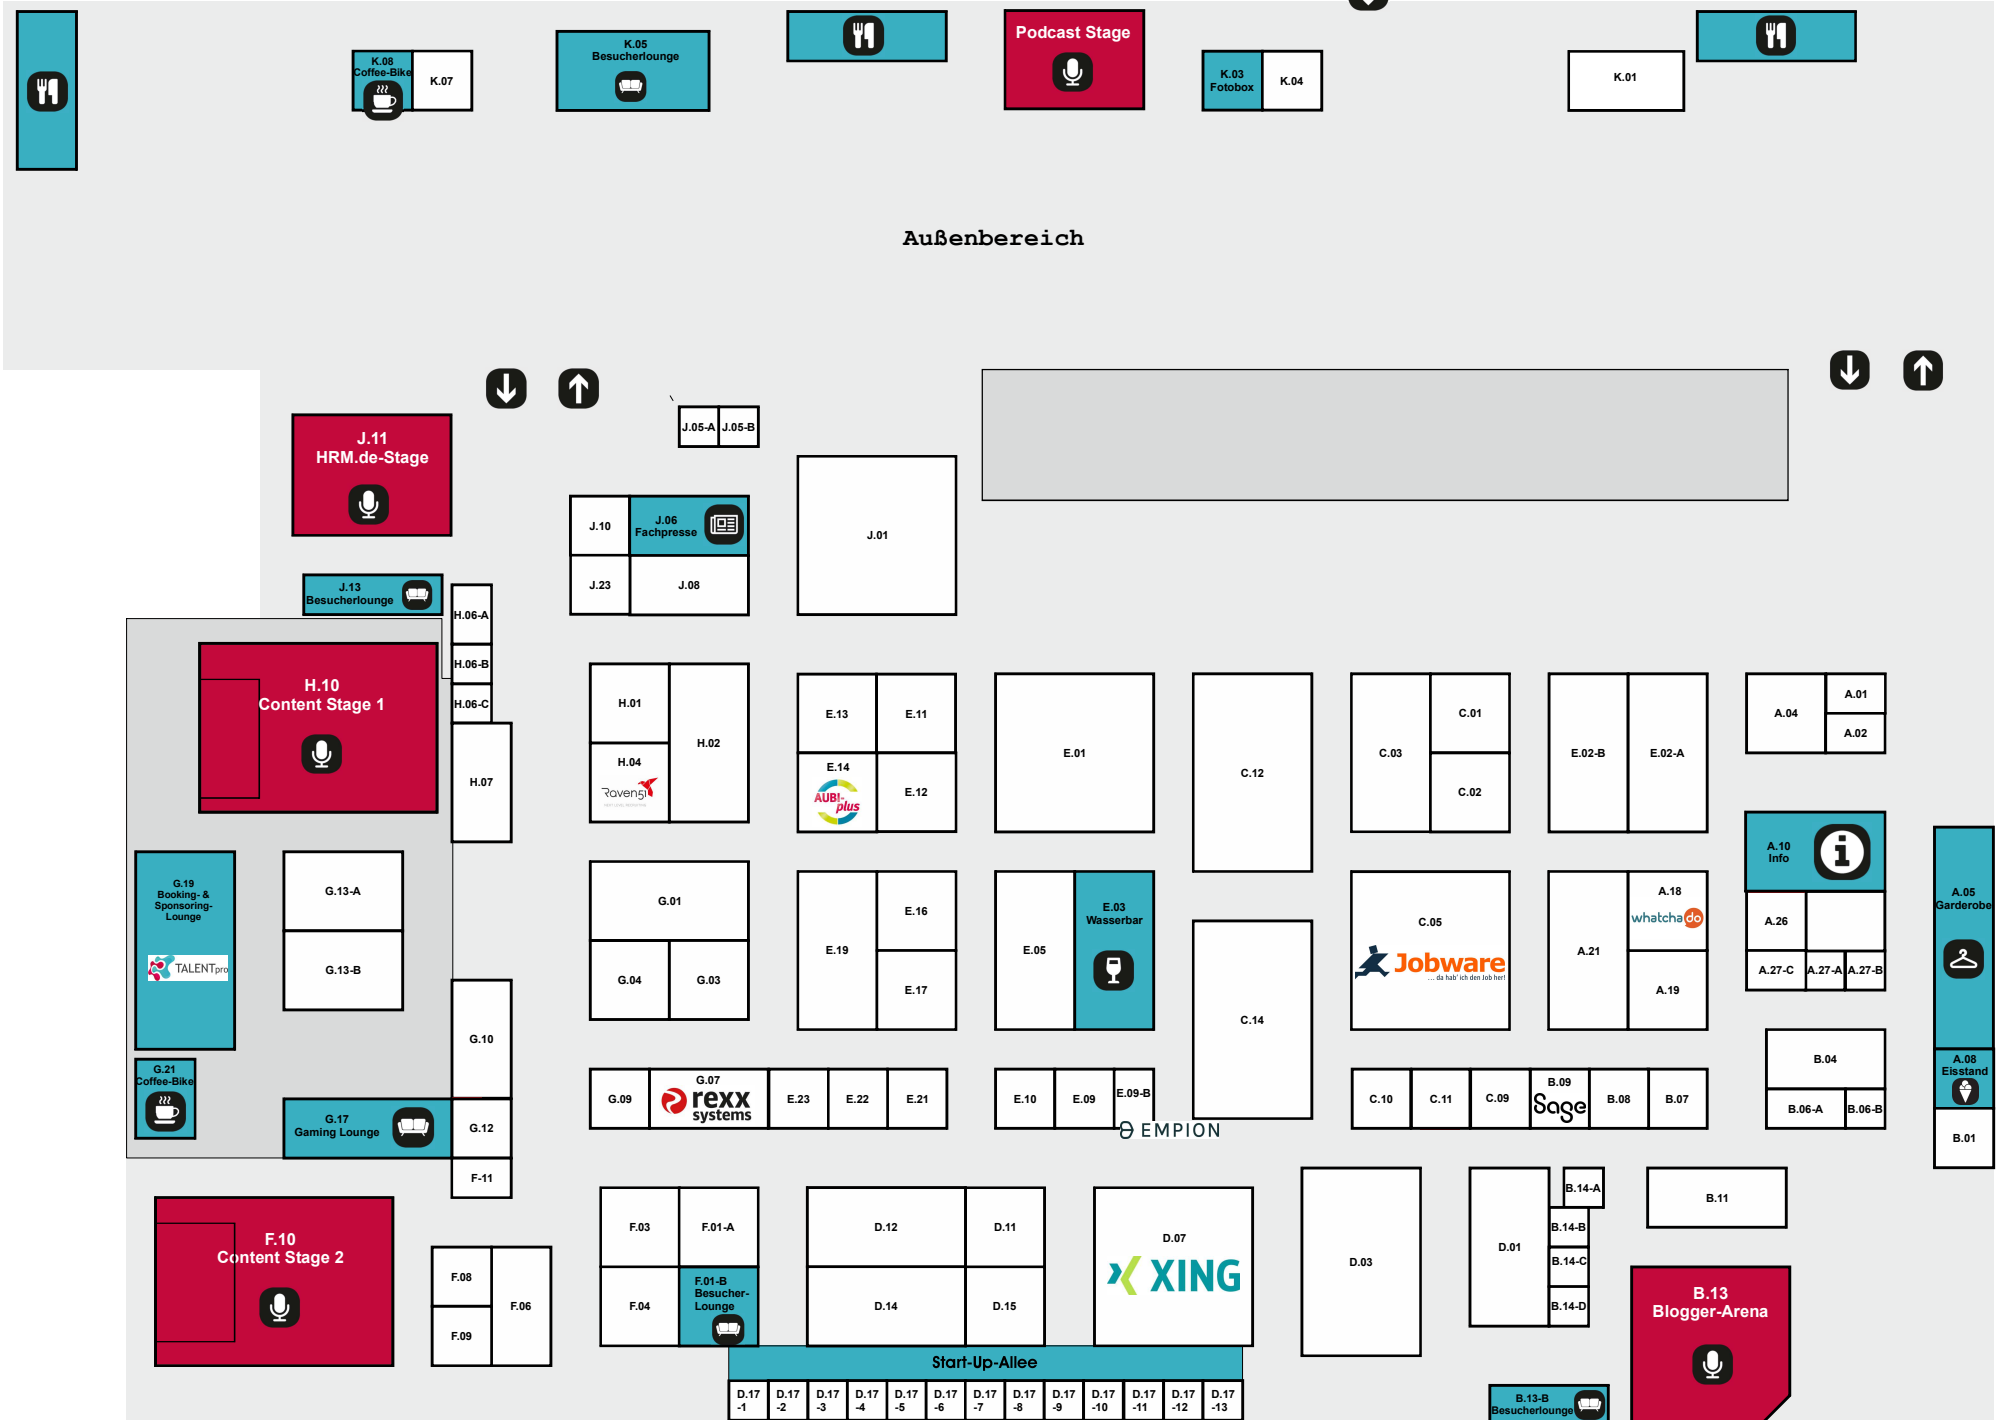 K.08
Coffee-Bike
K.07
K.05
Besucherlounge
Podcast Stage
K.03
Fotobox
K.04
K.01
Außenbereich
J.11
HRM.de-Stage
J.05-A
J.05-B
J.10
J.06
Fachpresse
J.23
J.08
J.01
J.13
Besucherlounge
H.06-A
H.06-B
H.06-C
H.10
Content Stage 1
H.07
H.01
H.02
H.04
Raven51
E.13
E.11
E.14
AUBI-
plus
E.12
E.01
C.12
C.03
C.01
C.02
E.02-B
E.02-A
A.04
A.01
A.02
A.10
Info
A.05
Garderobe
G.19
Booking- &
Sponsoring-
Lounge
TALENTpro
G.13-A
G.13-B
G.01
G.04
G.03
E.19
E.16
E.17
E.05
E.03
Wasserbar
C.14
C.05
Jobware
... da hab' ich den Job her!
A.21
A.18
whatchado
A.19
A.26
A.27-C
A.27-A
A.27-B
G.10
G.21
Coffee-Bike
G.17
Gaming Lounge
G.12
F-11
G.09
G.07
rexx
systems
E.23
E.22
E.21
E.10
E.09
E.09-B
EMPION
C.10
C.11
C.09
B.09
Sage
B.08
B.07
B.04
B.06-A
B.06-B
A.08
Eisstand
B.01
F.10
Content Stage 2
F.08
F.09
F.06
F.03
F.01-A
F.04
F.01-B
Besucher-
Lounge
D.12
D.11
D.14
D.15
D.07
XING
D.03
D.01
B.14-A
B.14-B
B.14-C
B.14-D
B.11
B.13
Blogger-Arena
B.13-B
Besucherlounge
Start-Up-Allee
D.17
-1
D.17
-2
D.17
-3
D.17
-4
D.17
-5
D.17
-6
D.17
-7
D.17
-8
D.17
-9
D.17
-10
D.17
-11
D.17
-12
D.17
-13